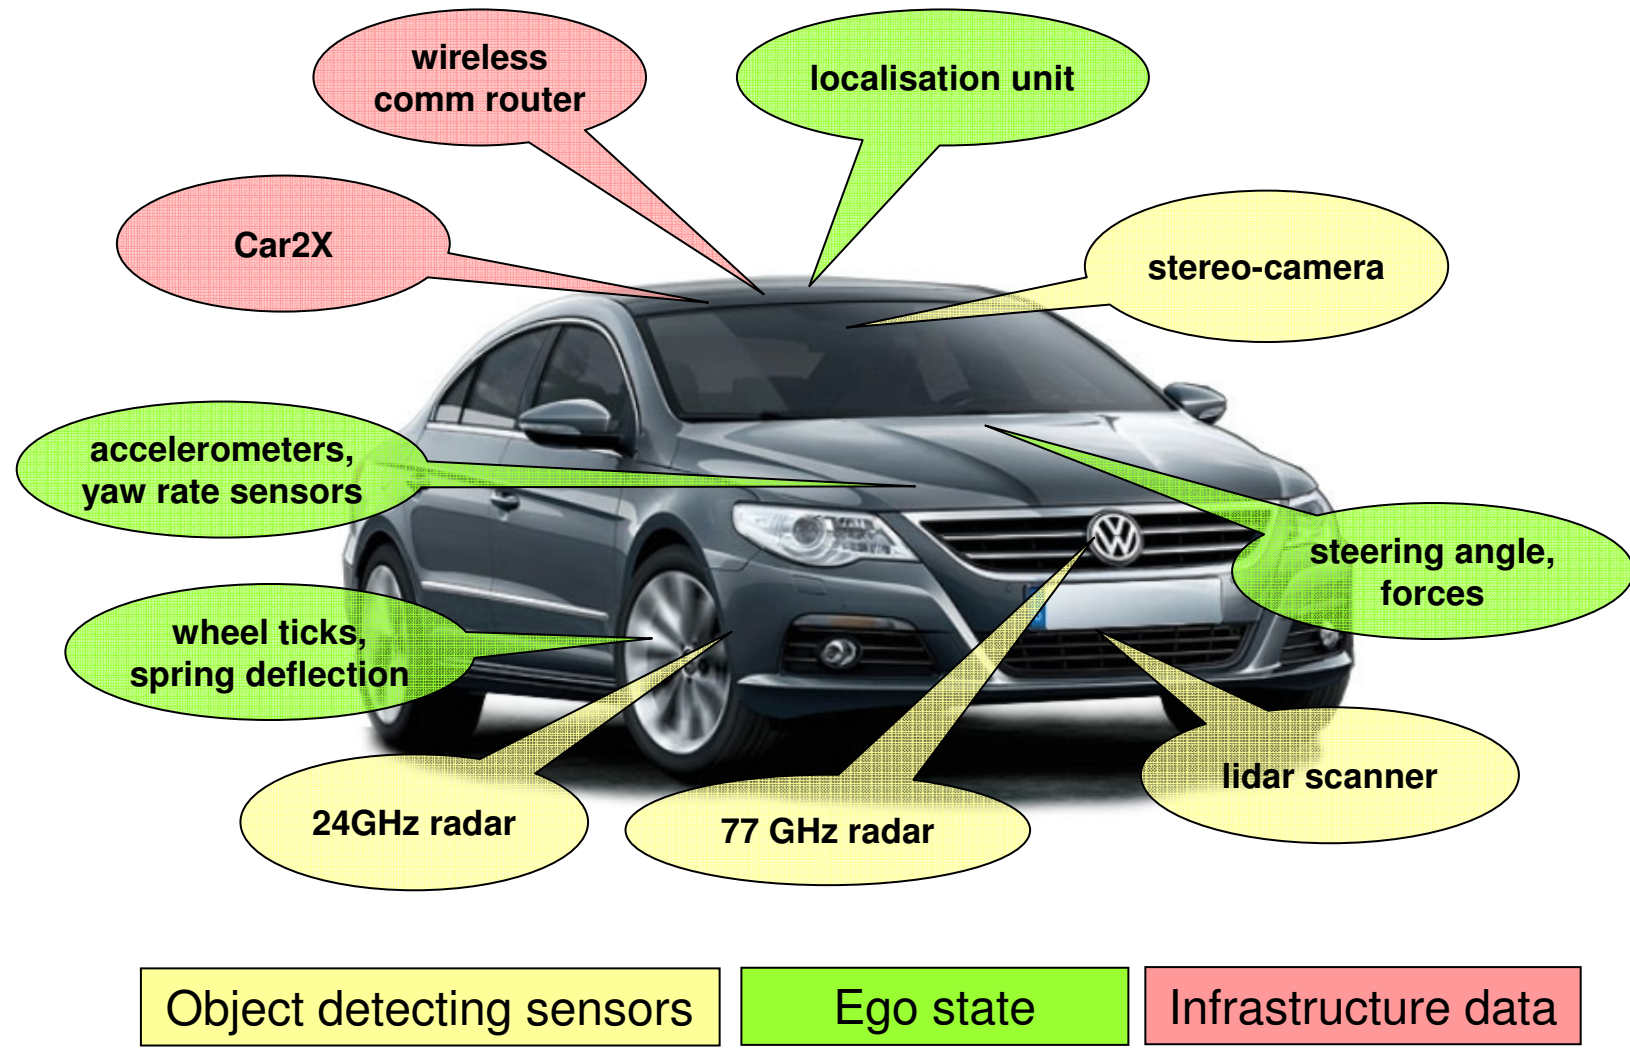 wireless
comm router
localisation unit
Car2X
stereo-camera
accelerometers,
yaw rate sensors
steering angle,
forces
wheel ticks,
spring deflection
24GHz radar
77 GHz radar
lidar scanner
Object detecting sensors
Ego state
Infrastructure data